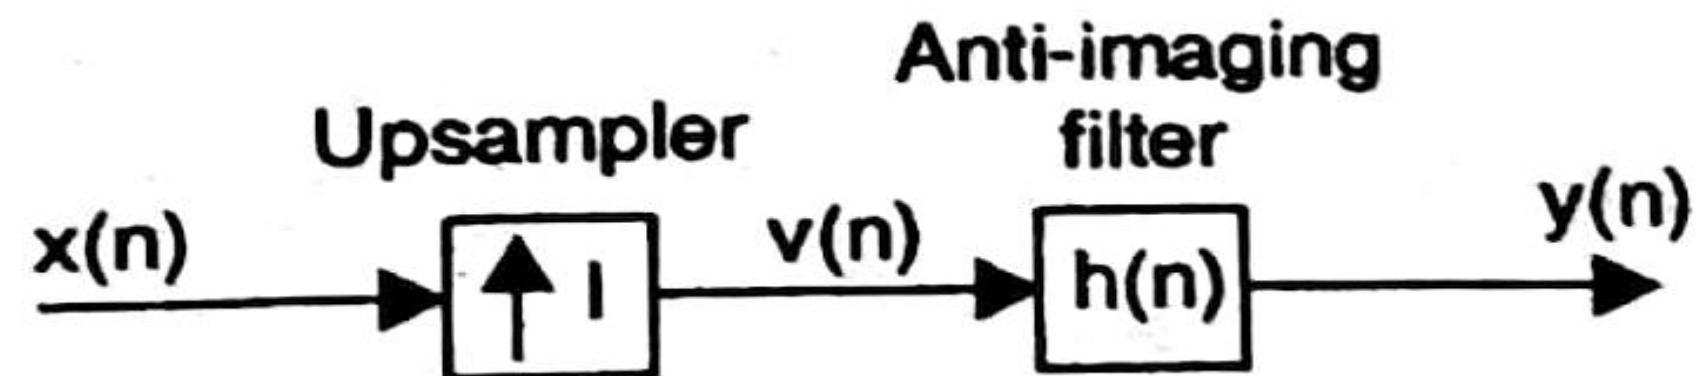 Anti-imaging
filter
Upsampler
x(n)
↑ I
v(n)
h(n)
y(n)